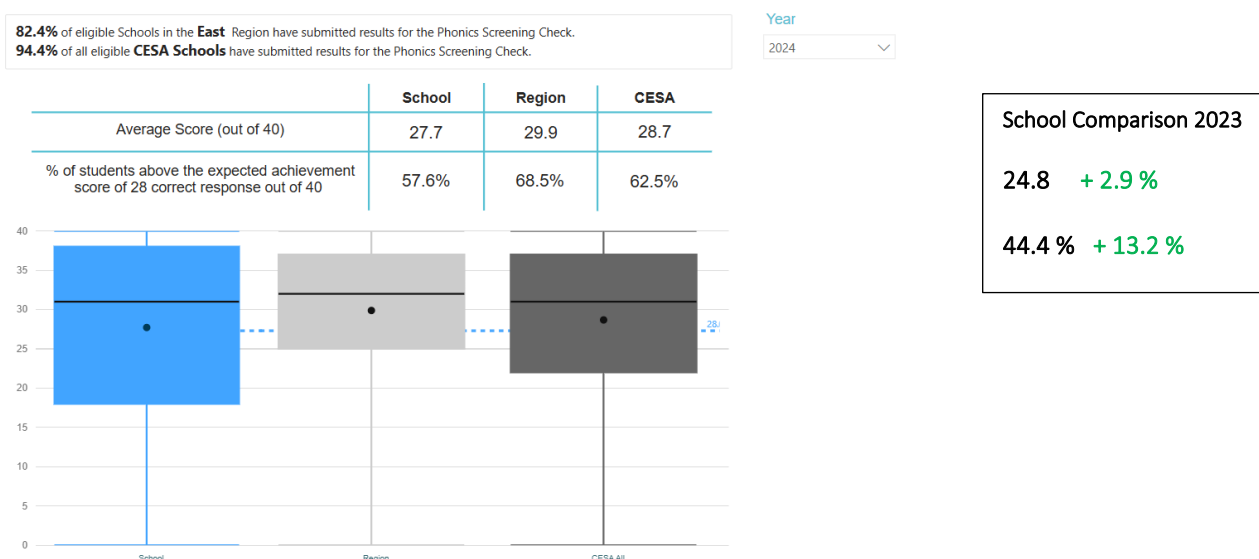 82.4% of eligible Schools in the East Region have submitted results for the Phonics Screening Check.
94.4% of all eligible CESA Schools have submitted results for the Phonics Screening Check.
Year
2024
School Region CESA
Average Score (out of 40) 27.7 29.9 28.7
% of students above the expected achievement
score of 28 correct response out of 40 57.6% 68.5% 62.5%
School Comparison 2023
24.8 + 2.9 %
44.4 % + 13.2 %
40
35
30
28.
25
20
15
10
5
0
School Region CESA All